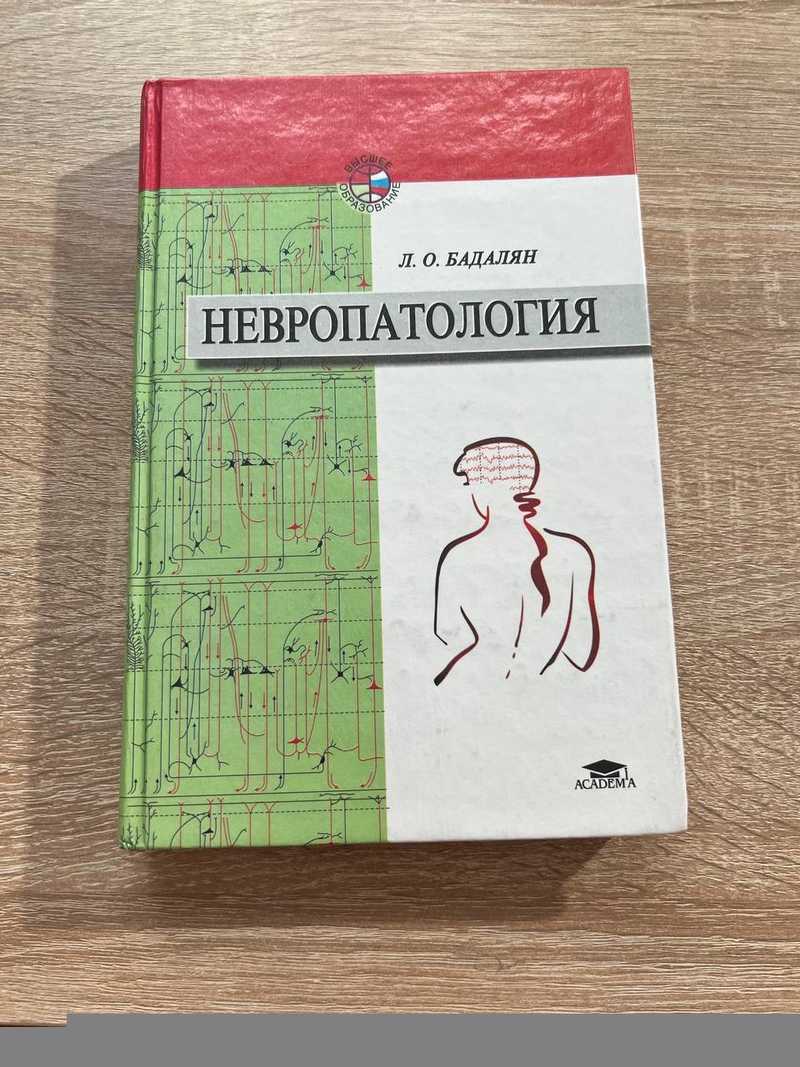 ВЫСШЕЕ
ОБРАЗОВАНИЕ
Л. О. БАДАЛЯН
НЕВРОПАТОЛОГИЯ
ACADEMA